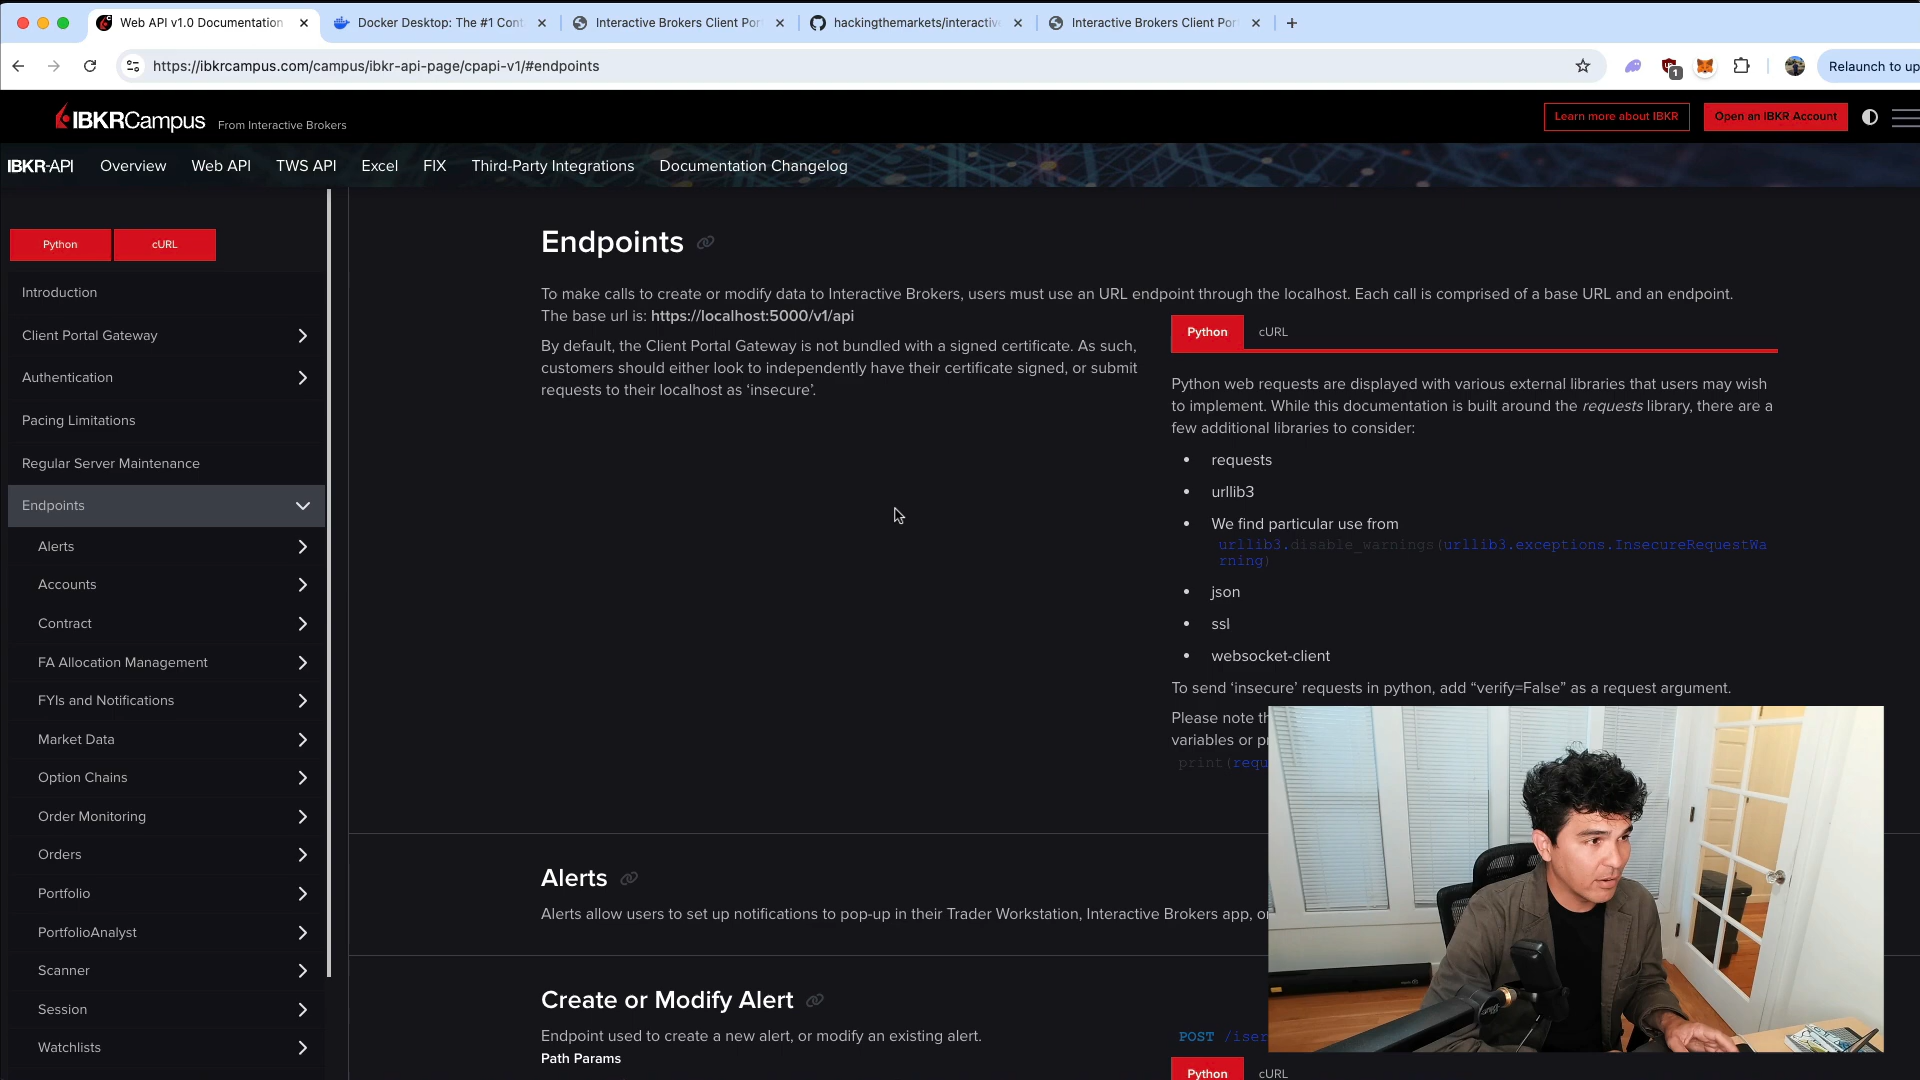 Web API v1.0 Documentation
Docker Desktop: The #1 Cont
Interactive Brokers Client Por
hackingthemarkets/interactive
Interactive Brokers Client Por
https://ibkrcampus.com/campus/ibkr-api-page/cpapi-v1/#endpoints
1
Relaunch to up
IBKRCampus From Interactive Brokers
Learn more about IBKR
Open an IBKR Account
IBKR-API
Overview
Web API
TWS API
Excel
FIX
Third-Party Integrations
Documentation Changelog
Python
cURL
Introduction
Client Portal Gateway
Authentication
Pacing Limitations
Regular Server Maintenance
Endpoints
Alerts
Accounts
Contract
FA Allocation Management
FYIs and Notifications
Market Data
Option Chains
Order Monitoring
Orders
Portfolio
PortfolioAnalyst
Scanner
Session
Watchlists
Endpoints
To make calls to create or modify data to Interactive Brokers, users must use an URL endpoint through the localhost. Each call is comprised of a base URL and an endpoint.
The base url is: https://localhost:5000/v1/api
By default, the Client Portal Gateway is not bundled with a signed certificate. As such,
customers should either look to independently have their certificate signed, or submit
requests to their localhost as ‘insecure’.
Python
cURL
Python web requests are displayed with various external libraries that users may wish
to implement. While this documentation is built around the requests library, there are a
few additional libraries to consider:
• requests
• urllib3
• We find particular use from
urllib3.disable_warnings(urllib3.exceptions.InsecureRequestWa
rning)
• json
• ssl
• websocket-client
To send ‘insecure’ requests in python, add “verify=False” as a request argument.
Please note th
variables or pr
print(requ
Alerts
Alerts allow users to set up notifications to pop-up in their Trader Workstation, Interactive Brokers app, or
Create or Modify Alert
Endpoint used to create a new alert, or modify an existing alert.
Path Params
POST /iser
Python
cURL